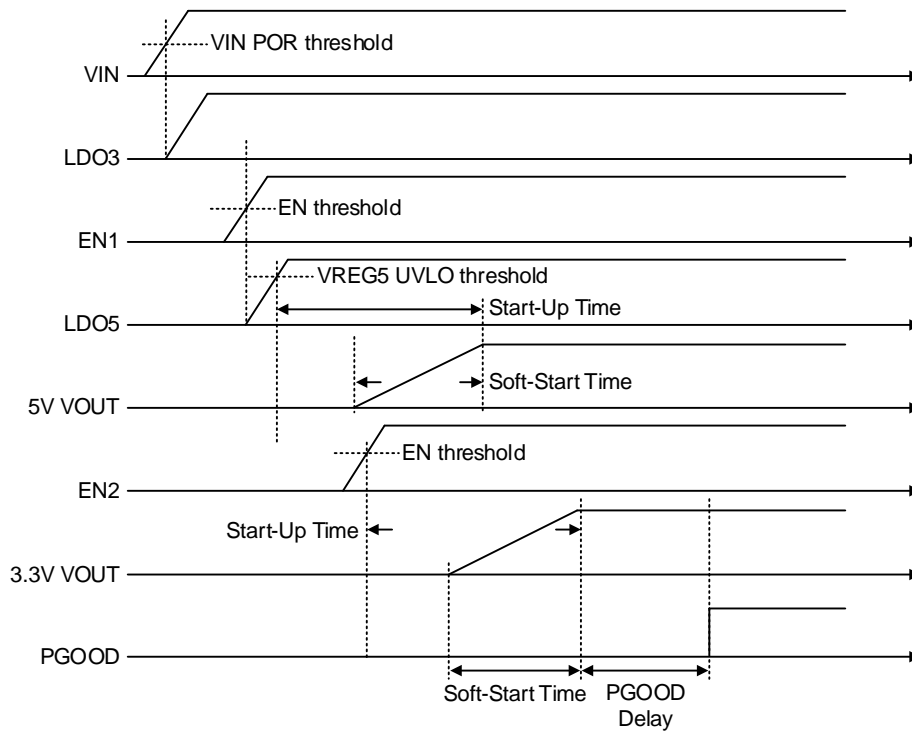 VIN POR threshold
VIN
LDO3
EN threshold
EN1
VREG5 UVLO threshold
Start-Up Time
LDO5
Soft-Start Time
5V VOUT
EN threshold
EN2
Start-Up Time
3.3V VOUT
PGOOD
Soft-Start Time
PGOOD
Delay